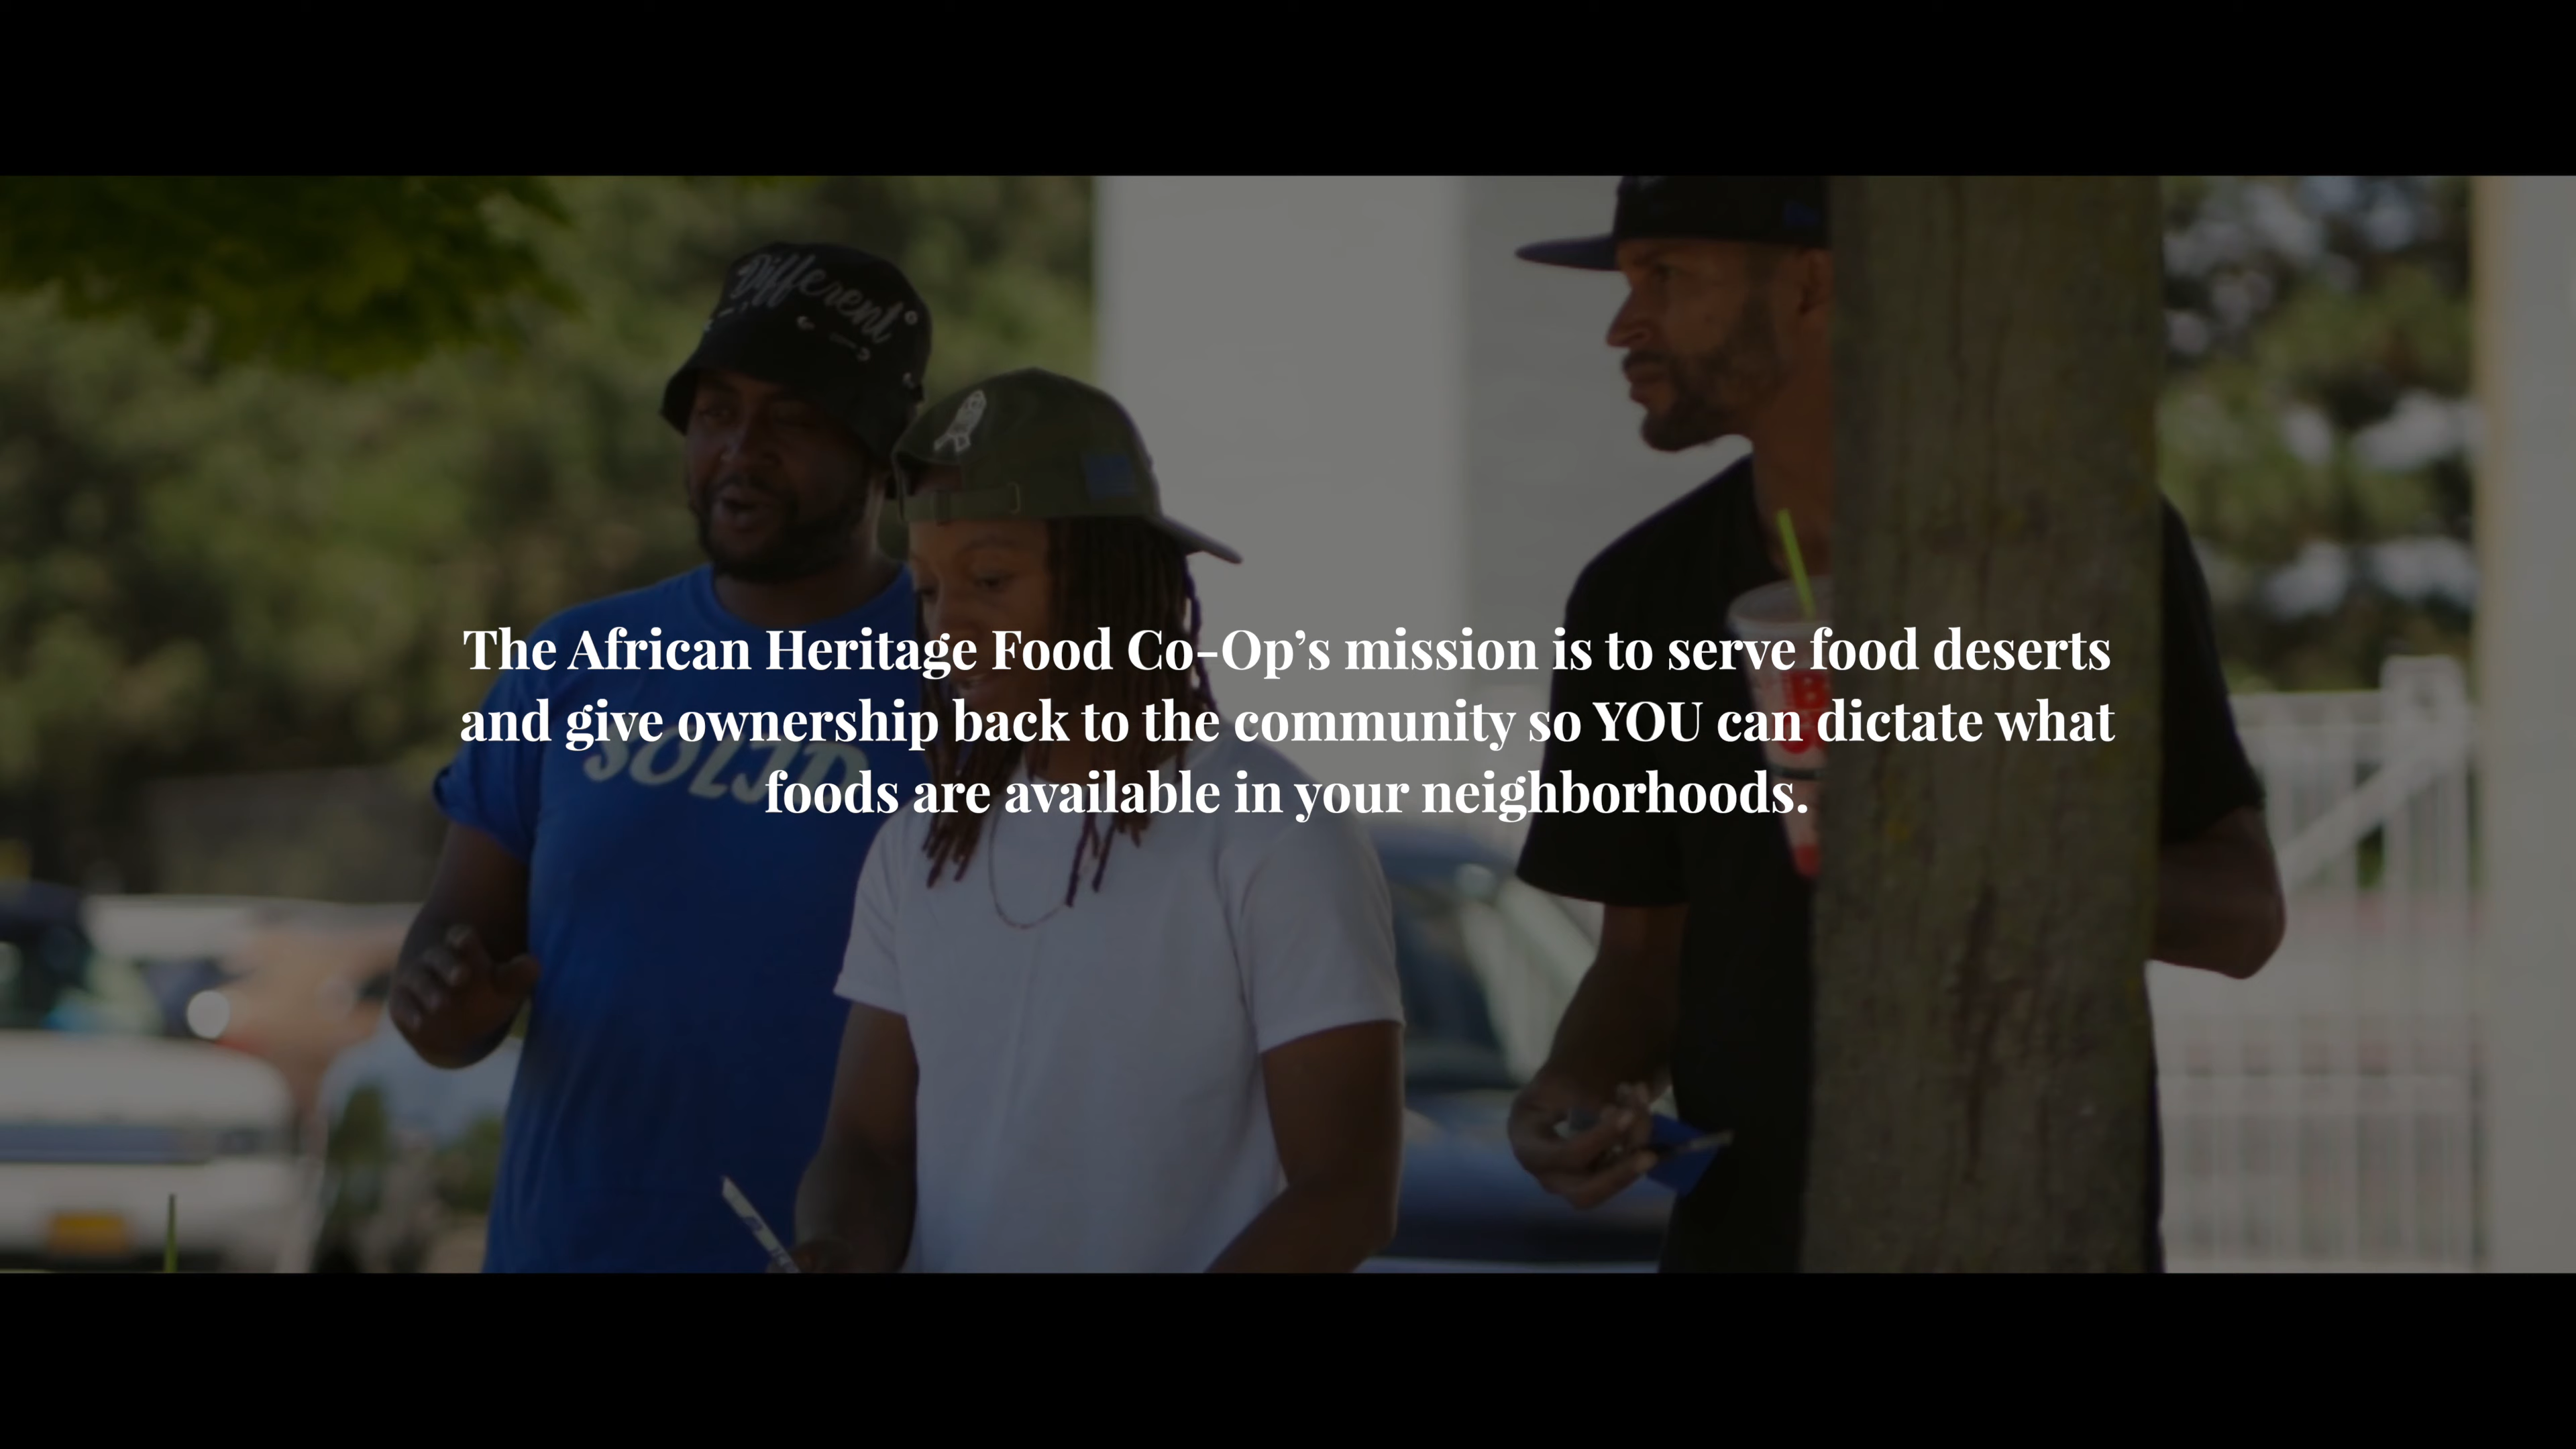 Different
The African Heritage Food Co-Op’s mission is to serve food deserts
and give ownership back to the community so YOU can dictate what
foods are available in your neighborhoods.